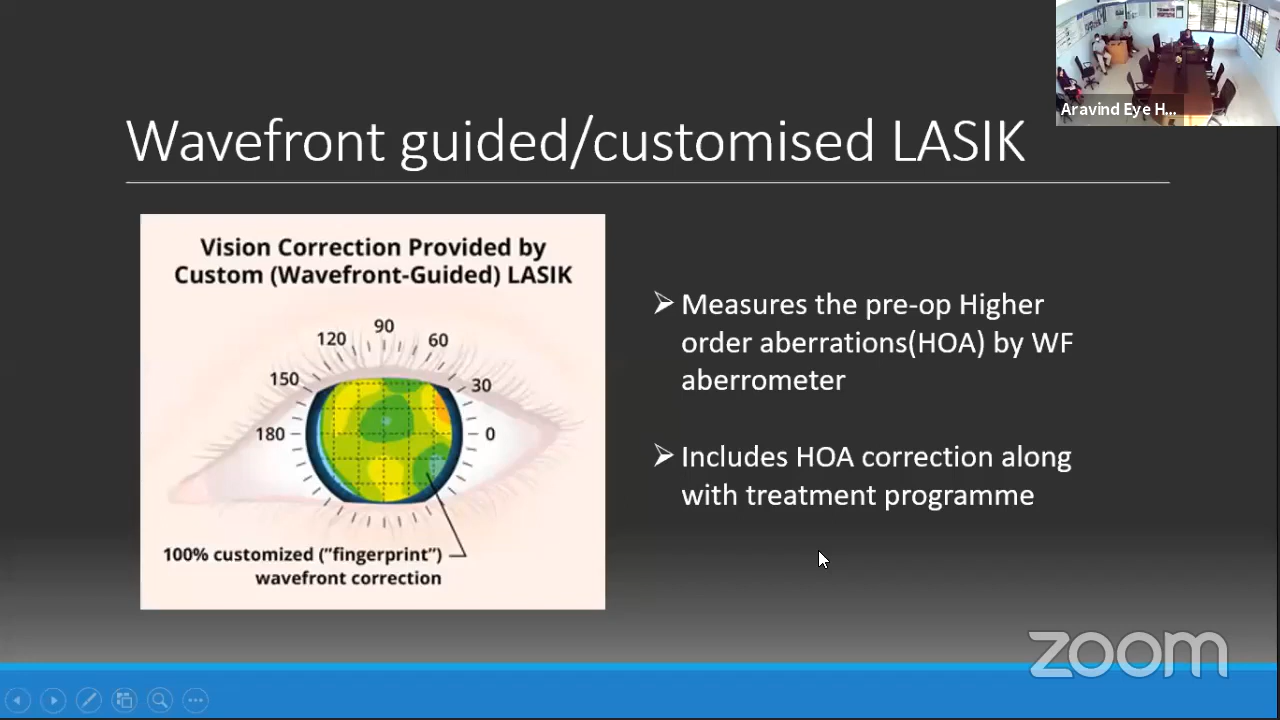 Aravind Eye H...
Wavefront guided/customised LASIK
Vision Correction Provided by
Custom (Wavefront-Guided) LASIK
90
120
60
150
30
180
0
100% customized ("fingerprint")
wavefront correction
➢ Measures the pre-op Higher
order aberrations(HOA) by WF
aberrometer
➢ Includes HOA correction along
with treatment programme
zoom